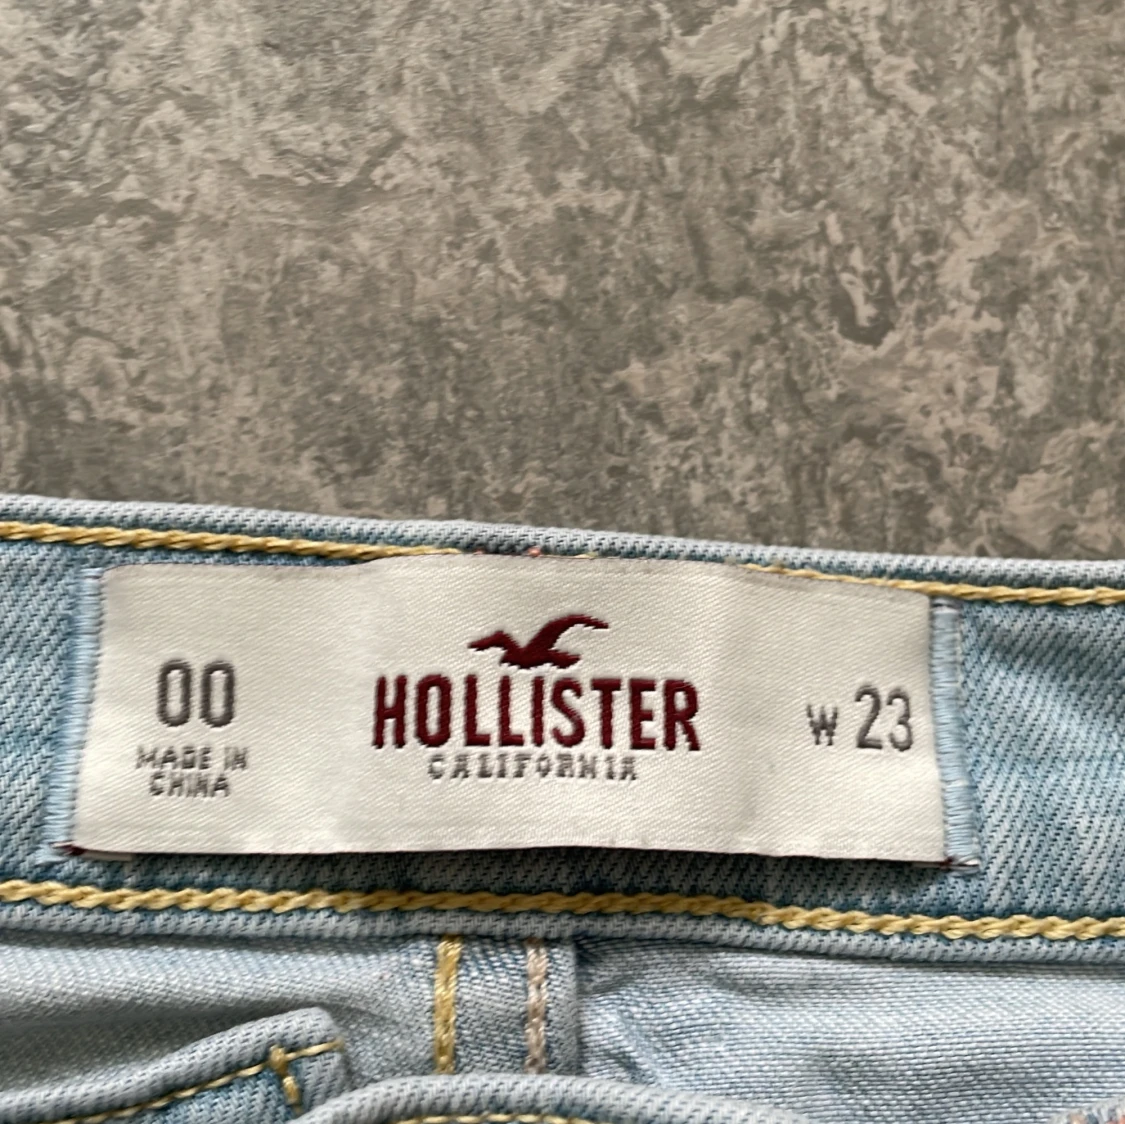 00
MADE IN
CHINA
HOLLISTER
CALIFORNIA
W 23